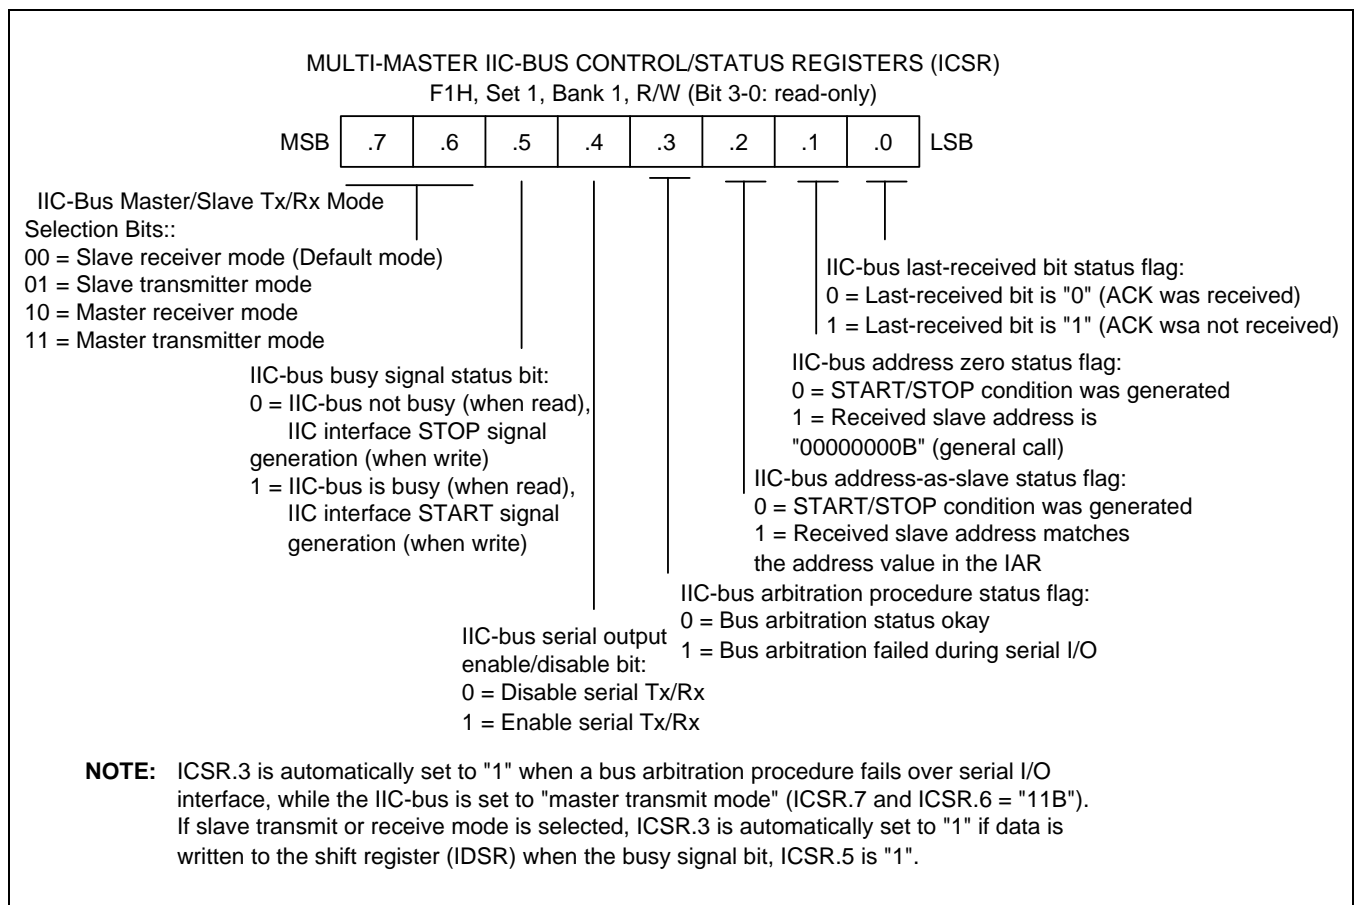 MULTI-MASTER IIC-BUS CONTROL/STATUS REGISTERS (ICSR)
F1H, Set 1, Bank 1, R/W (Bit 3-0: read-only)
MSB .7 .6 .5 .4 .3 .2 .1 .0 LSB
IIC-Bus Master/Slave Tx/Rx Mode
Selection Bits::
00 = Slave receiver mode (Default mode)
01 = Slave transmitter mode
10 = Master receiver mode
11 = Master transmitter mode
IIC-bus last-received bit status flag:
0 = Last-received bit is "0" (ACK was received)
1 = Last-received bit is "1" (ACK wsa not received)
IIC-bus busy signal status bit:
0 = IIC-bus not busy (when read),
IIC interface STOP signal
generation (when write)
1 = IIC-bus is busy (when read),
IIC interface START signal
generation (when write)
IIC-bus address zero status flag:
0 = START/STOP condition was generated
1 = Received slave address is
"00000000B" (general call)
IIC-bus address-as-slave status flag:
0 = START/STOP condition was generated
1 = Received slave address matches
the address value in the IAR
IIC-bus arbitration procedure status flag:
0 = Bus arbitration status okay
1 = Bus arbitration failed during serial I/O
IIC-bus serial output
enable/disable bit:
0 = Disable serial Tx/Rx
1 = Enable serial Tx/Rx
NOTE: ICSR.3 is automatically set to "1" when a bus arbitration procedure fails over serial I/O
interface, while the IIC-bus is set to "master transmit mode" (ICSR.7 and ICSR.6 = "11B").
If slave transmit or receive mode is selected, ICSR.3 is automatically set to "1" if data is
written to the shift register (IDSR) when the busy signal bit, ICSR.5 is "1".